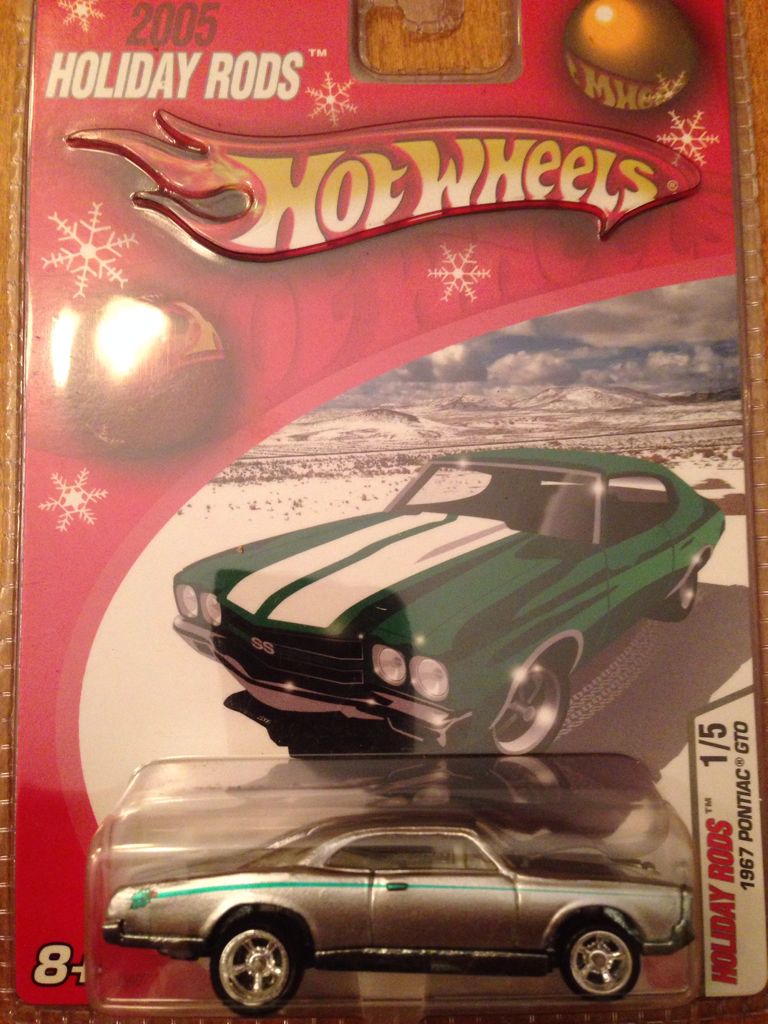 2005
HOLIDAY RODS™
HOT WHEELS®
SS
HOLIDAY RODS™ 1/5
1967 PONTIAC® GTO
8+